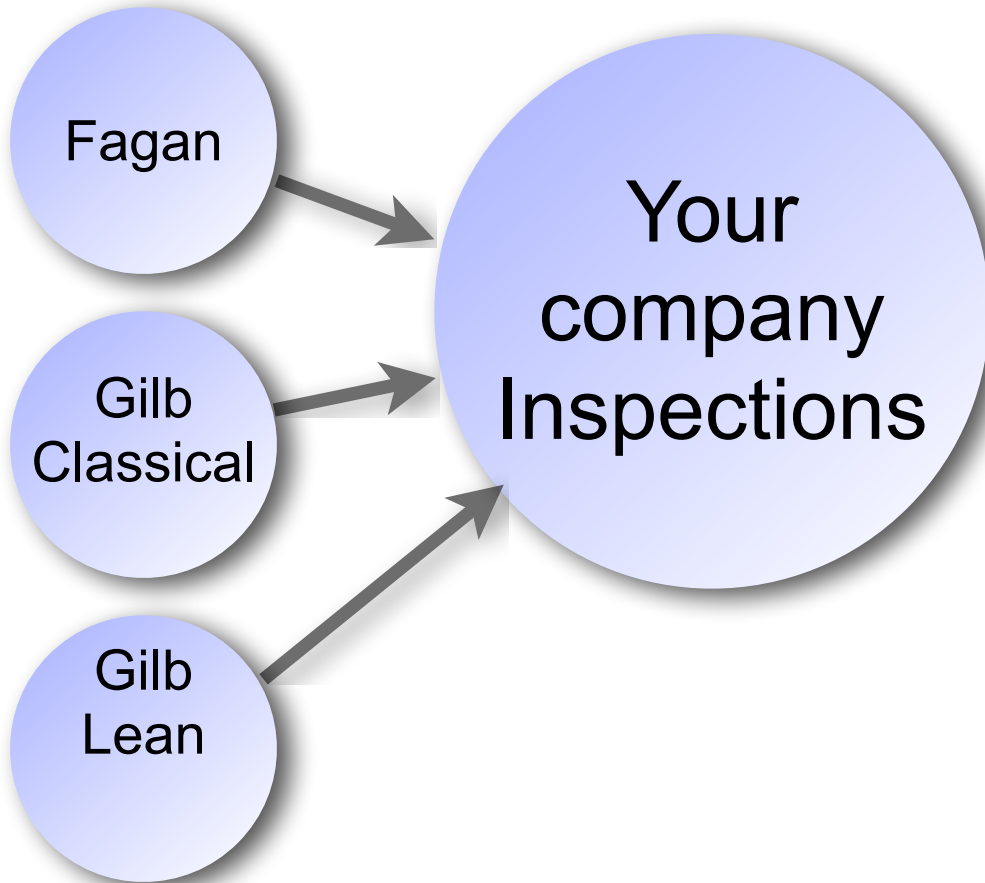 Fagan
Gilb
Classical
Gilb
Lean
Your
company
Inspections